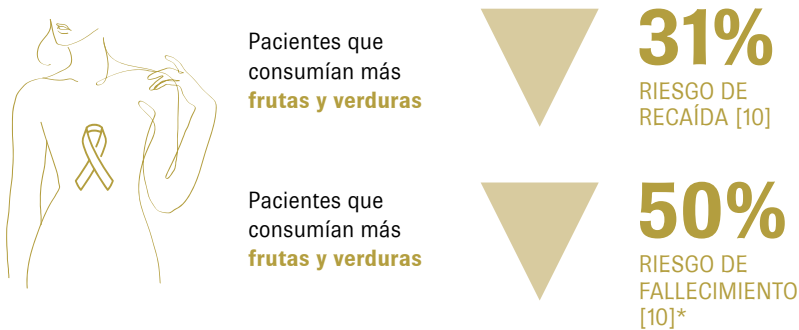 Pacientes que
consumían más
frutas y verduras
31%
RIESGO DE
RECAÍDA [10]
Pacientes que
consumían más
frutas y verduras
50%
RIESGO DE
FALLECIMIENTO
[10]*